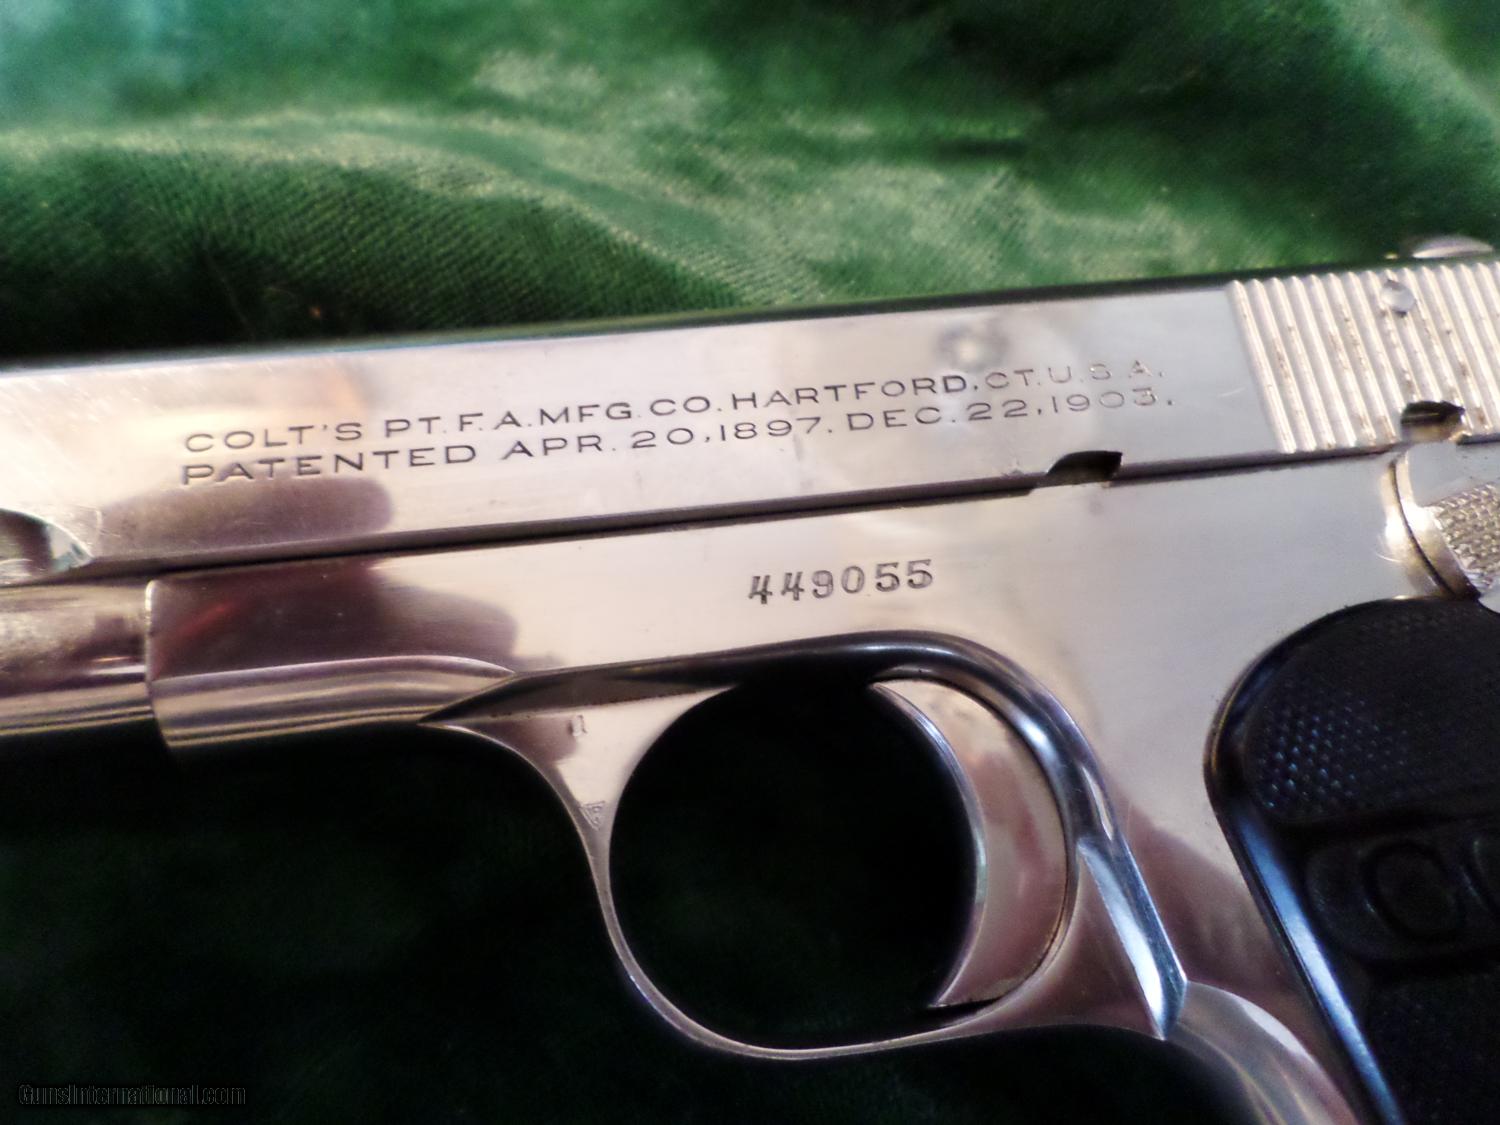 COLT'S PT. F. A. MFG. CO. HARTFORD, CT. U.S.A.
PATENTED APR. 20, 1897. DEC. 22, 1903.
449055
GunsInternational.com